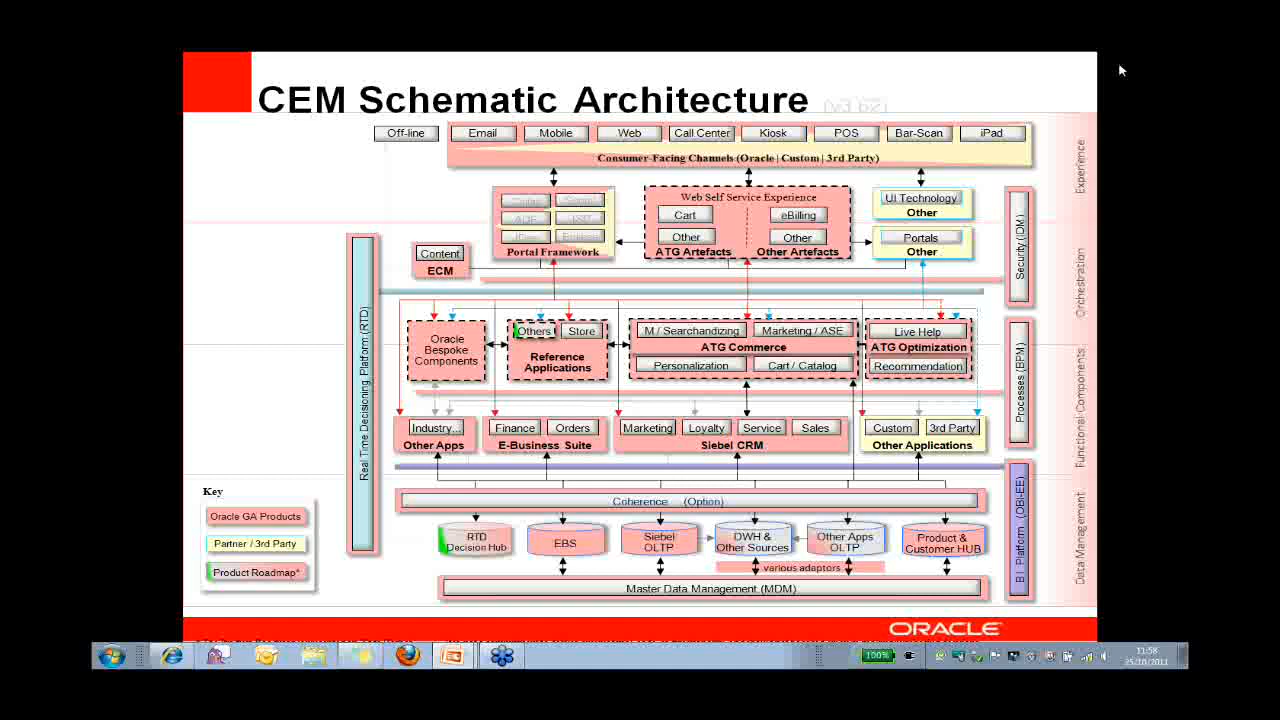 CEM Schematic Architecture (v3.62)
Off-line Email Mobile Web Call Center Kiosk POS Bar-Scan iPad
Consumer-Facing Channels (Oracle | Custom | 3rd Party)
Experience
Web Self Service Experience
UI Technology
Other
Cart eBilling
Other Other
ATG Artefacts Other Artefacts
Portal Framework
Portals
Other
Security (IDM)
Content
ECM
Orchestration
Real Time Decisioning Platform (RTD)
Oracle
Bespoke
Components
Others Store
Reference
Applications
M / Searchandizing Marketing / ASE
ATG Commerce
Personalization Cart / Catalog
Live Help
ATG Optimization
Recommendation
Processes (BPM)
Functional Components
Industry...
Other Apps
Finance Orders
E-Business Suite
Marketing Loyalty Service Sales
Siebel CRM
Custom 3rd Party
Other Applications
Key
Oracle GA Products
Partner / 3rd Party
Product Roadmap*
Coherence (Option)
RTD
Decision Hub
EBS
Siebel
OLTP
DWH &
Other Sources
Other Apps
OLTP
Product &
Customer HUB
various adaptors
Master Data Management (MDM)
B I Platform (OBI-EE)
Data Management
ORACLE
100%
11:58
25/10/2011